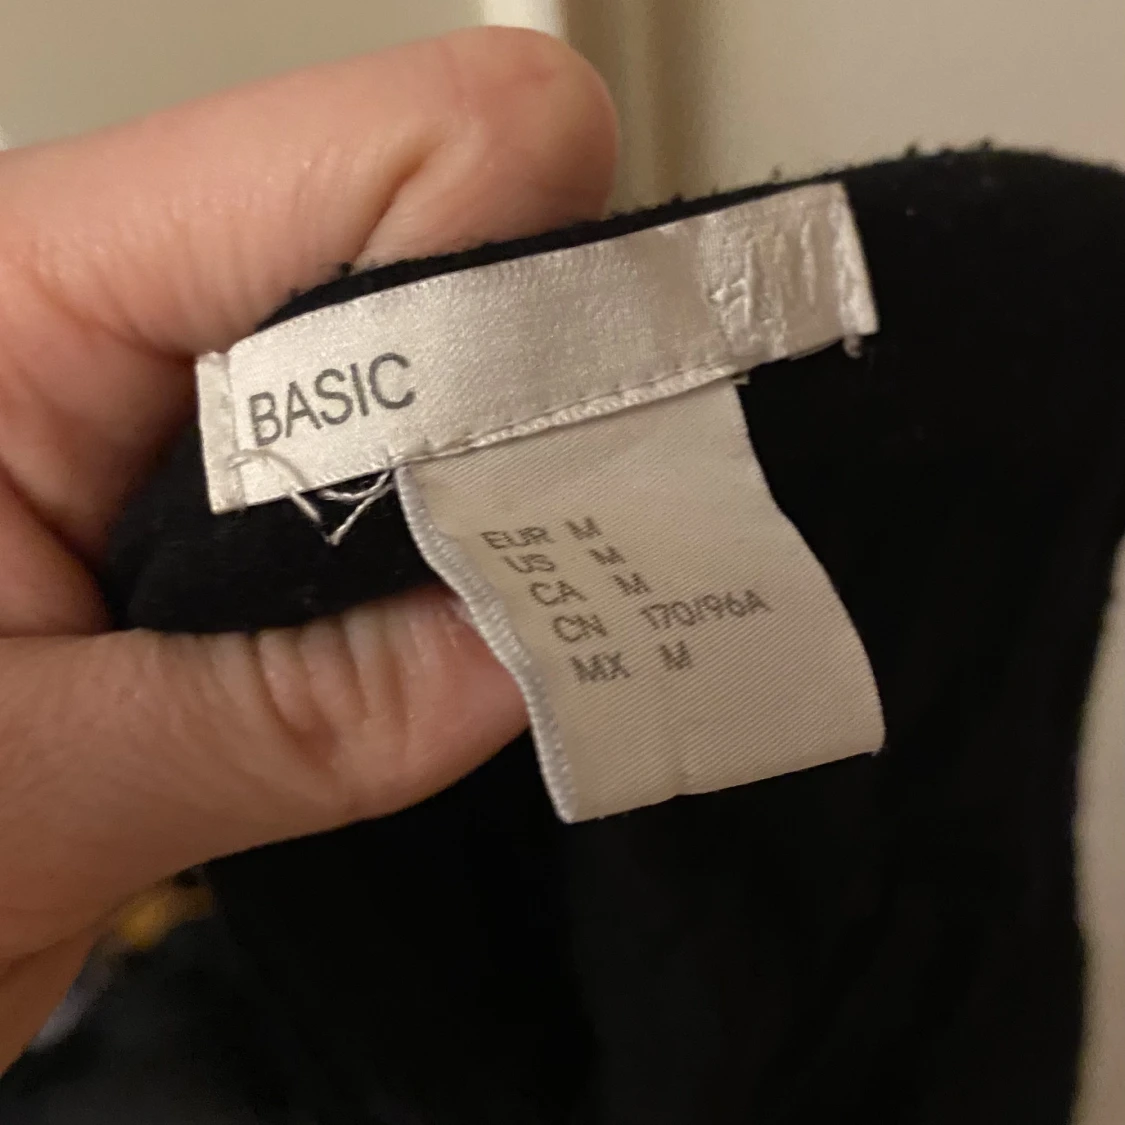 BASIC
EUR M
US M
CA M
CN 170/96A
MX M